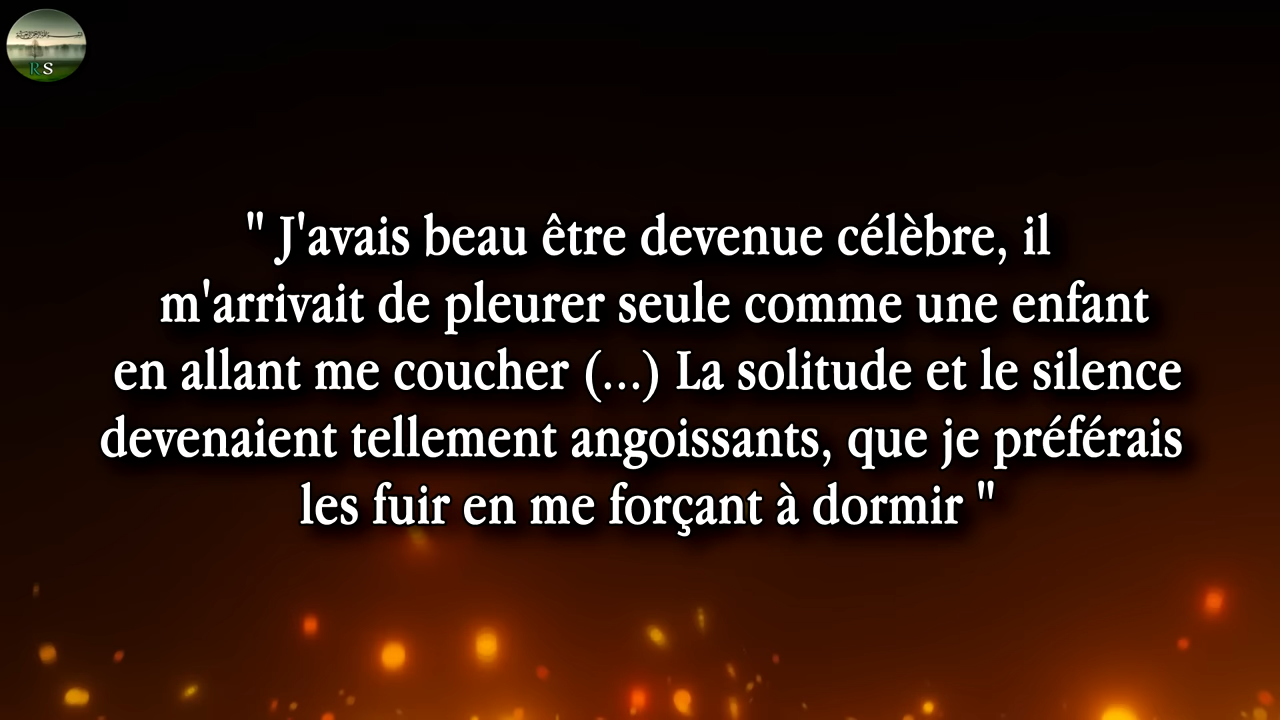 RS
" J'avais beau être devenue célèbre, il
m'arrivait de pleurer seule comme une enfant
en allant me coucher (...) La solitude et le silence
devenaient tellement angoissants, que je préférais
les fuir en me forçant à dormir "